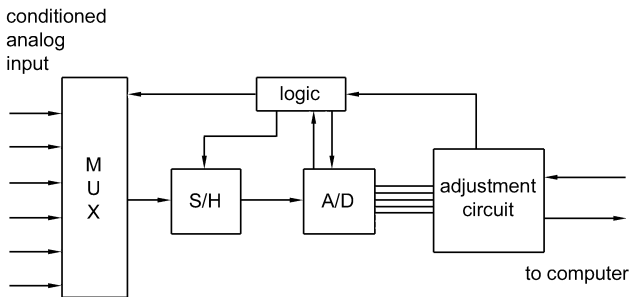 conditioned
analog
input
logic
M
U
X
S/H
A/D
adjustment
circuit
to computer